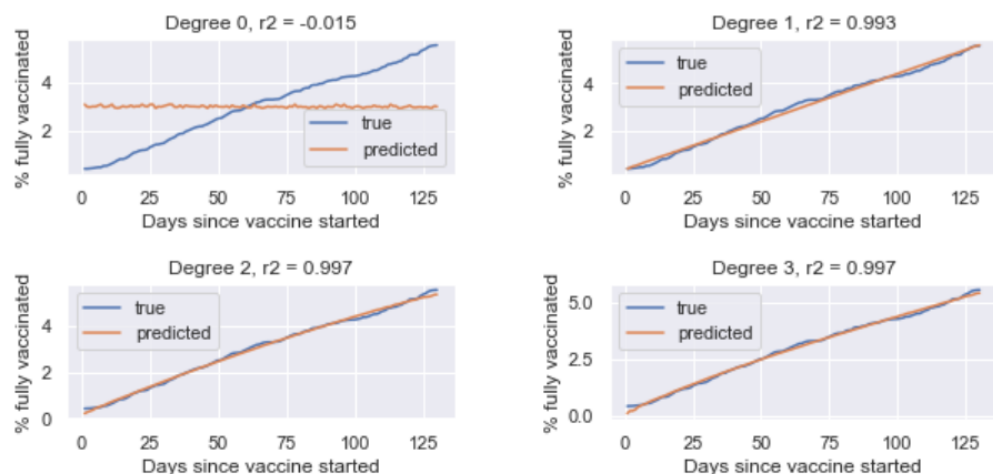 Degree 0, r2 = -0.015
% fully vaccinated
4
2
true
predicted
0 25 50 75 100 125
Days since vaccine started
Degree 1, r2 = 0.993
% fully vaccinated
4
2
true
predicted
0 25 50 75 100 125
Days since vaccine started
Degree 2, r2 = 0.997
% fully vaccinated
4
2
0
true
predicted
0 25 50 75 100 125
Days since vaccine started
Degree 3, r2 = 0.997
% fully vaccinated
5.0
2.5
0.0
true
predicted
0 25 50 75 100 125
Days since vaccine started